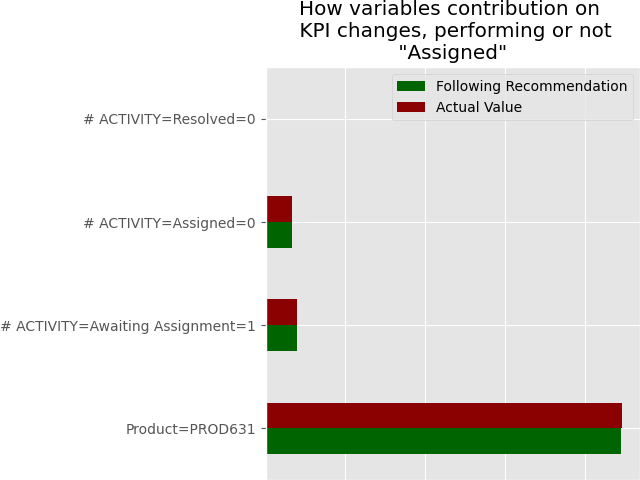 How variables contribution on
KPI changes, performing or not
"Assigned"
Following Recommendation
Actual Value
# ACTIVITY=Resolved=0
# ACTIVITY=Assigned=0
# ACTIVITY=Awaiting Assignment=1
Product=PROD631